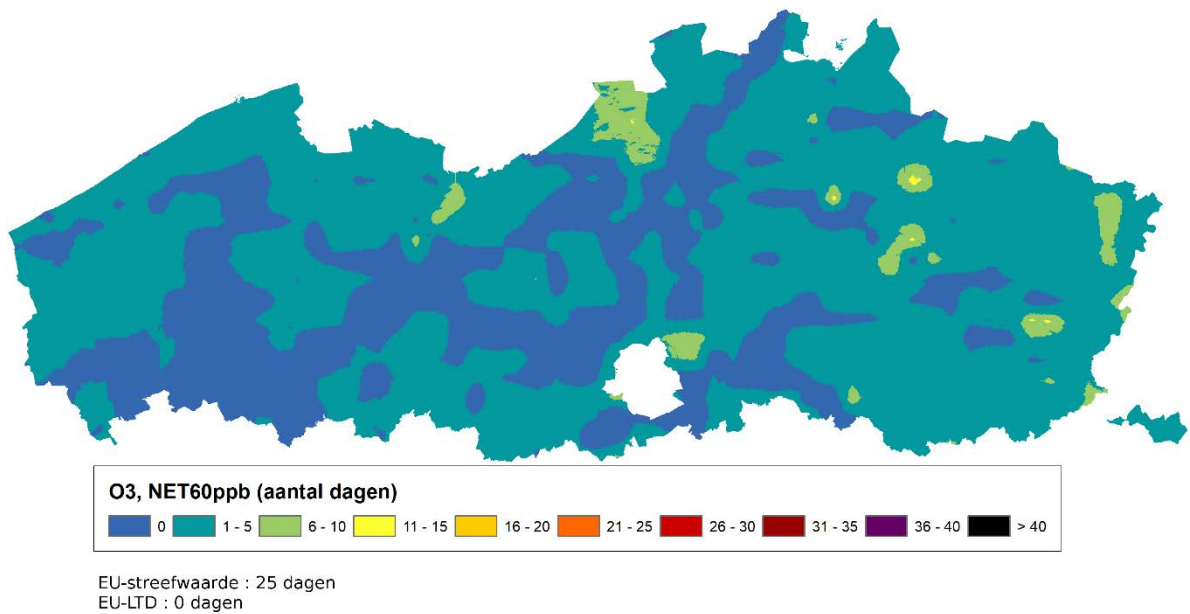 O3, NET60ppb (aantal dagen)
0 1 - 5 6 - 10 11 - 15 16 - 20 21 - 25 26 - 30 31 - 35 36 - 40 > 40
EU-streefwaarde : 25 dagen
EU-LTD : 0 dagen